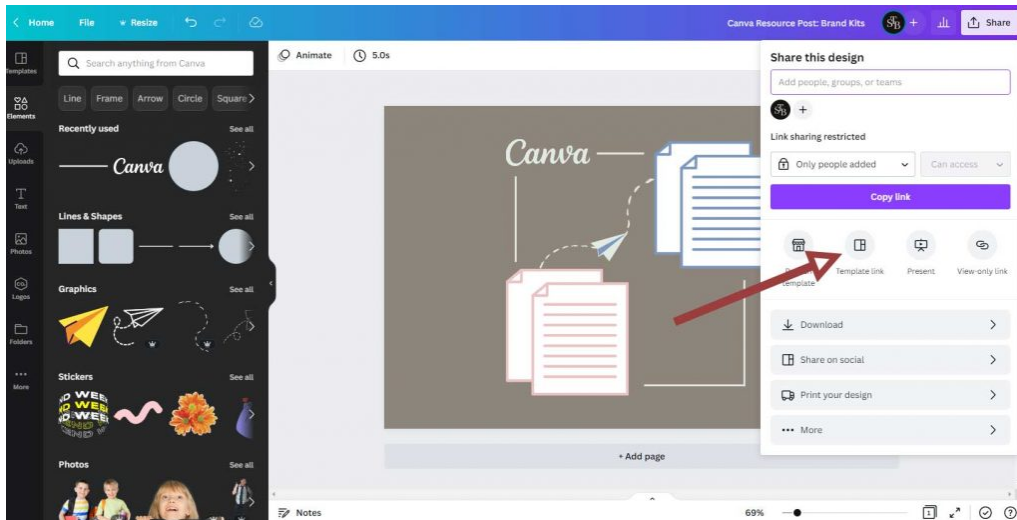 Home File Resize Canva Resource Post: Brand Kits STB + Share
Templates
Elements
Uploads
Text
Photos
Logos
Folders
More
Search anything from Canva
Line Frame Arrow Circle Square
Recently used See all
Canva
Lines & Shapes See all
Graphics See all
Stickers See all
WEE
Photos See all
Animate 5.0s
Canva
+ Add page
Notes 69% 1
Share this design
Add people, groups, or teams
STB +
Link sharing restricted
Only people added Can access
Copy link
Template link Present View-only link
template
Download
Share on social
Print your design
More